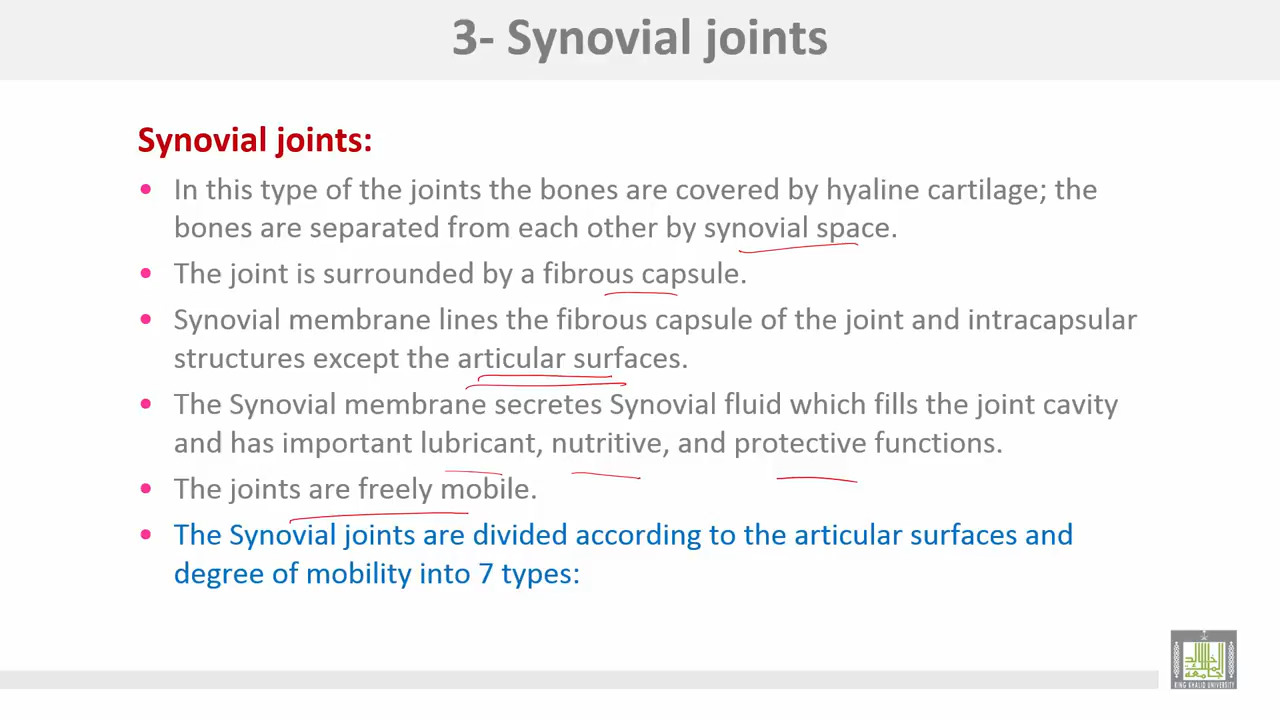 3- Synovial joints
Synovial joints:
• In this type of the joints the bones are covered by hyaline cartilage; the
bones are separated from each other by synovial space.
• The joint is surrounded by a fibrous capsule.
• Synovial membrane lines the fibrous capsule of the joint and intracapsular
structures except the articular surfaces.
• The Synovial membrane secretes Synovial fluid which fills the joint cavity
and has important lubricant, nutritive, and protective functions.
• The joints are freely mobile.
• The Synovial joints are divided according to the articular surfaces and
degree of mobility into 7 types:
KING KHALID UNIVERSITY